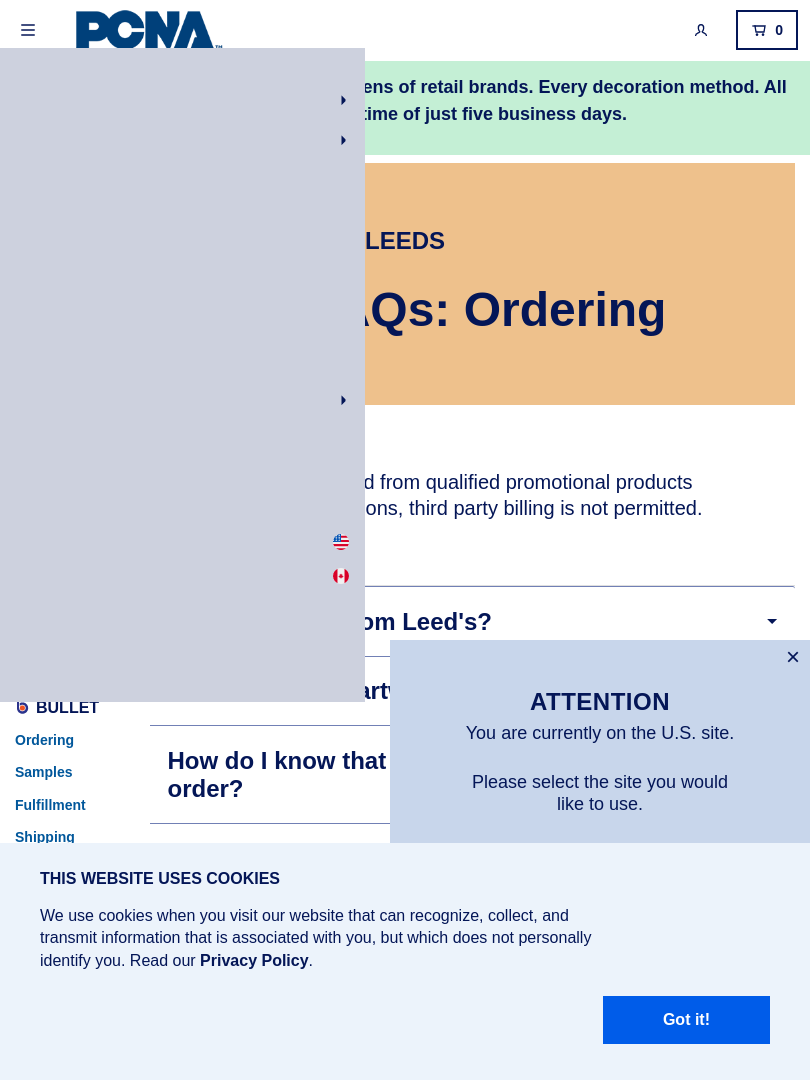 PCNA™
0
ens of retail brands. Every decoration method. All
time of just five business days.
LEEDS
AQs: Ordering
d from qualified promotional products
ons, third party billing is not permitted.
om Leed's?
BULLET
Ordering
Samples
Fulfillment
Shipping
How do I know that
order?
ATTENTION
You are currently on the U.S. site.
Please select the site you would
like to use.
THIS WEBSITE USES COOKIES
We use cookies when you visit our website that can recognize, collect, and
transmit information that is associated with you, but which does not personally
identify you. Read our Privacy Policy.
Got it!